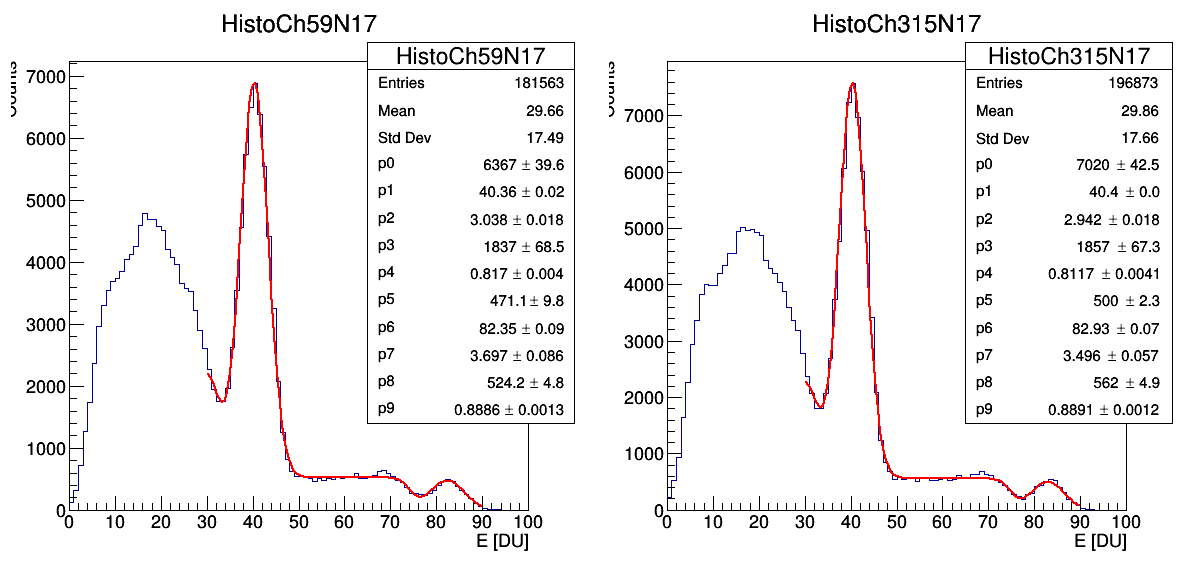 HistoCh59N17
HistoCh59N17
Entries 181563
Mean 29.66
Std Dev 17.49
p0 6367 ± 39.6
p1 40.36 ± 0.02
p2 3.038 ± 0.018
p3 1837 ± 68.5
p4 0.817 ± 0.004
p5 471.1 ± 9.8
p6 82.35 ± 0.09
p7 3.697 ± 0.086
p8 524.2 ± 4.8
p9 0.8886 ± 0.0013
7000
6000
5000
4000
3000
2000
1000
0
0 10 20 30 40 50 60 70 80 90 100
E [DU]
HistoCh315N17
HistoCh315N17
Entries 196873
Mean 29.86
Std Dev 17.66
p0 7020 ± 42.5
p1 40.4 ± 0.0
p2 2.942 ± 0.018
p3 1857 ± 67.3
p4 0.8117 ± 0.0041
p5 500 ± 2.3
p6 82.93 ± 0.07
p7 3.496 ± 0.057
p8 562 ± 4.9
p9 0.8891 ± 0.0012
7000
6000
5000
4000
3000
2000
1000
0
0 10 20 30 40 50 60 70 80 90 100
E [DU]